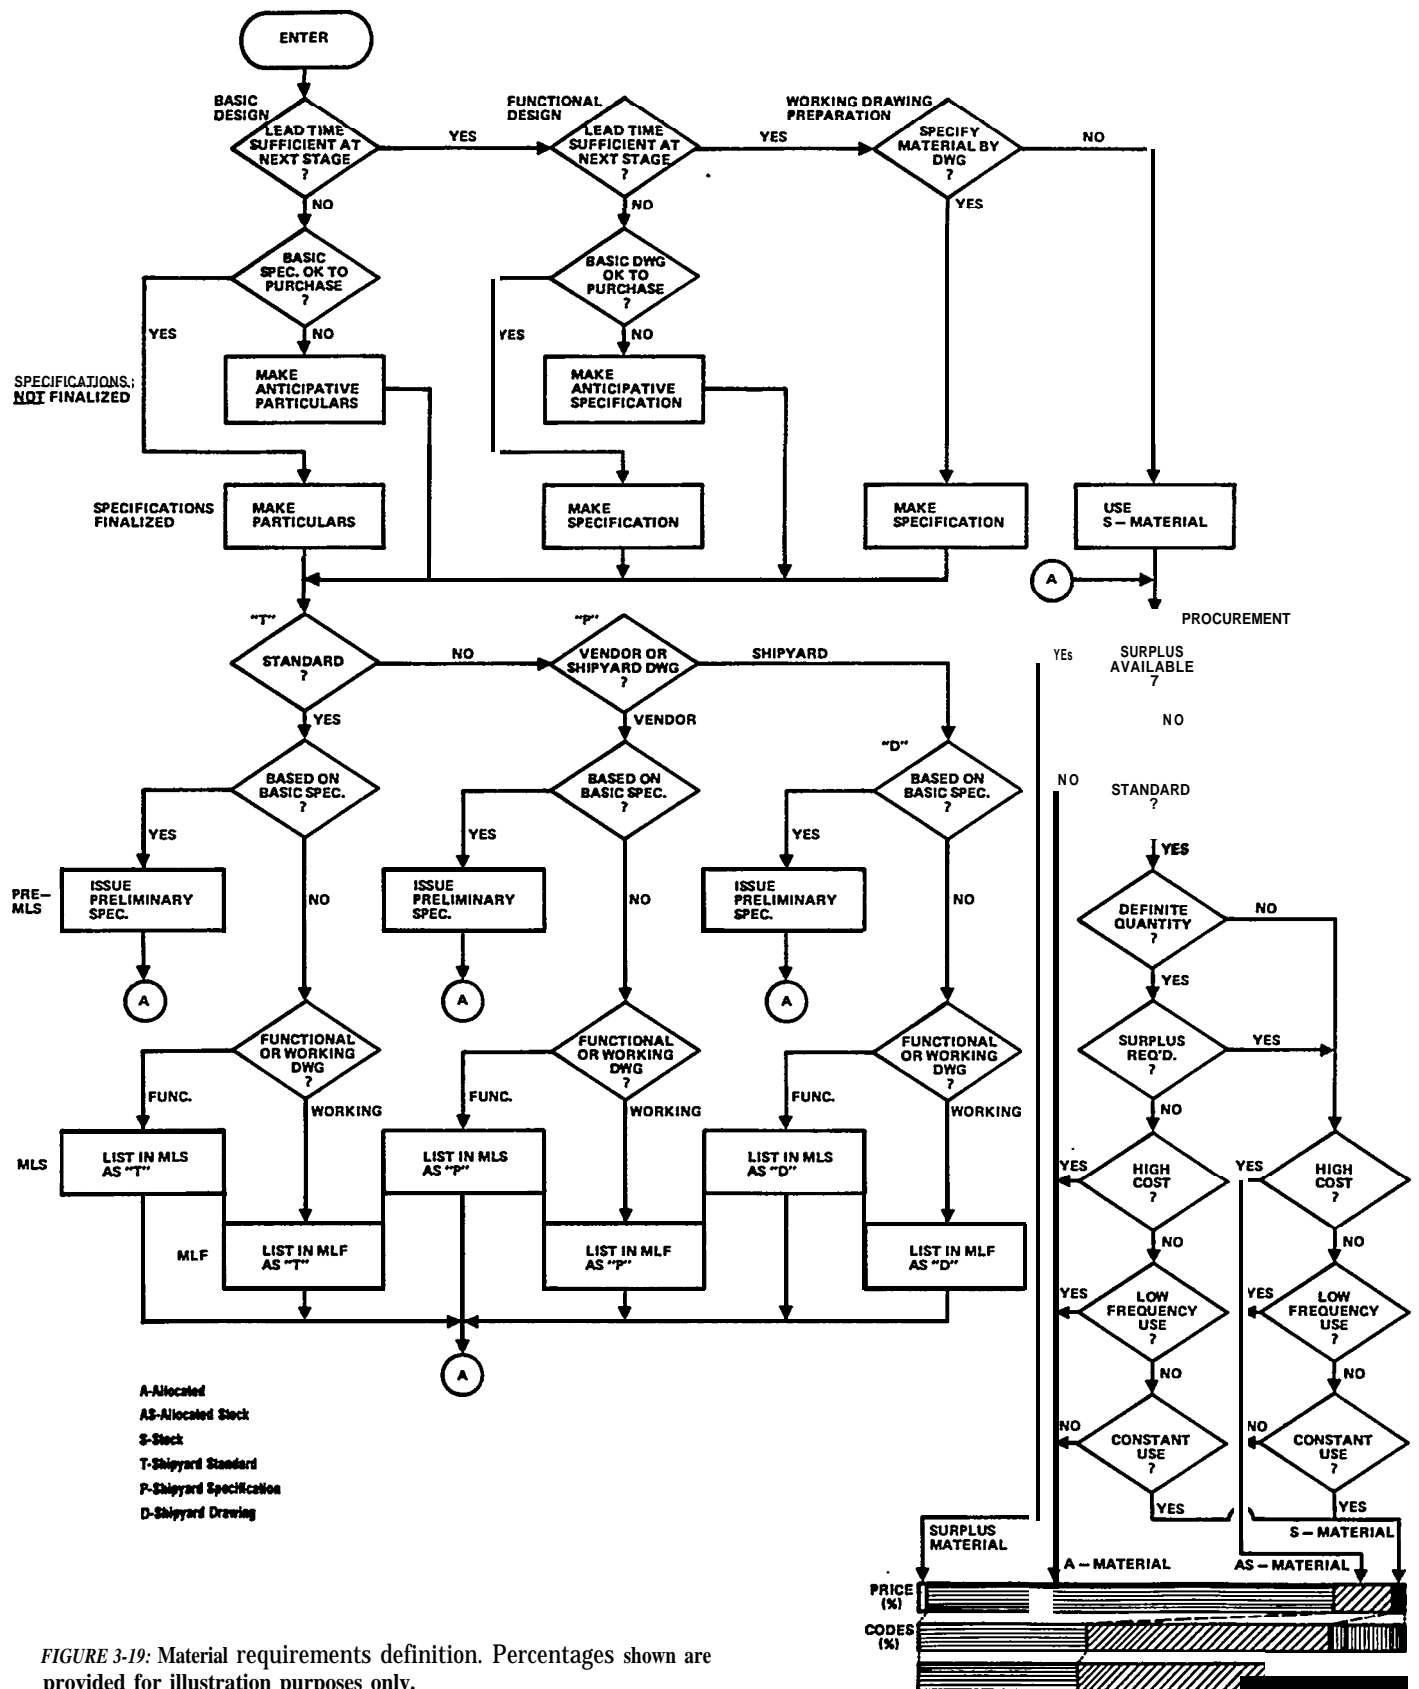 ENTER
BASIC
DESIGN
LEAD TIME
SUFFICIENT AT
NEXT STAGE
?
YES
NO
FUNCTIONAL
DESIGN
LEAD TIME
SUFFICIENT AT
NEXT STAGE
?
YES
NO
WORKING DRAWING
PREPARATION
SPECIFY
MATERIAL BY
DWG
?
NO
YES
BASIC
SPEC. OK TO
PURCHASE
?
YES
NO
BASIC DWG
OK TO
PURCHASE
?
YES
NO
SPECIFICATIONS
NOT FINALIZED
MAKE
ANTICIPATIVE
PARTICULARS
MAKE
ANTICIPATIVE
SPECIFICATION
SPECIFICATIONS
FINALIZED
MAKE
PARTICULARS
MAKE
SPECIFICATION
MAKE
SPECIFICATION
USE
S – MATERIAL
A
PROCUREMENT
"T"
STANDARD
?
NO
YES
"P"
VENDOR OR
SHIPYARD DWG
?
SHIPYARD
VENDOR
YEs
SURPLUS
AVAILABLE
7
NO
BASED ON
BASIC SPEC.
?
YES
NO
BASED ON
BASIC SPEC.
?
YES
NO
"D"
BASED ON
BASIC SPEC.
?
YES
NO
NO
STANDARD
?
YES
PRE–
MLS
ISSUE
PRELIMINARY
SPEC.
ISSUE
PRELIMINARY
SPEC.
ISSUE
PRELIMINARY
SPEC.
DEFINITE
QUANTITY
?
NO
YES
A
A
A
FUNCTIONAL
OR WORKING
DWG
?
FUNC.
WORKING
FUNCTIONAL
OR WORKING
DWG
?
FUNC.
WORKING
FUNCTIONAL
OR WORKING
DWG
?
FUNC.
WORKING
SURPLUS
REQ'D.
?
YES
NO
MLS
LIST IN MLS
AS "T"
LIST IN MLS
AS "P"
LIST IN MLS
AS "D"
YES
HIGH
COST
?
NO
YES
HIGH
COST
?
NO
MLF
LIST IN MLF
AS "T"
LIST IN MLF
AS "P"
LIST IN MLF
AS "D"
YES
LOW
FREQUENCY
USE
?
NO
YES
LOW
FREQUENCY
USE
?
NO
A
NO
CONSTANT
USE
?
YES
NO
CONSTANT
USE
?
YES
A-Allocated
AS-Allocated Stock
S-Stock
T-Shipyard Standard
P-Shipyard Specification
D-Shipyard Drawing
SURPLUS
MATERIAL
A – MATERIAL
AS – MATERIAL
S – MATERIAL
PRICE
(%)
CODES
(%)
FIGURE 3-19: Material requirements definition. Percentages shown are
provided for illustration purposes only.